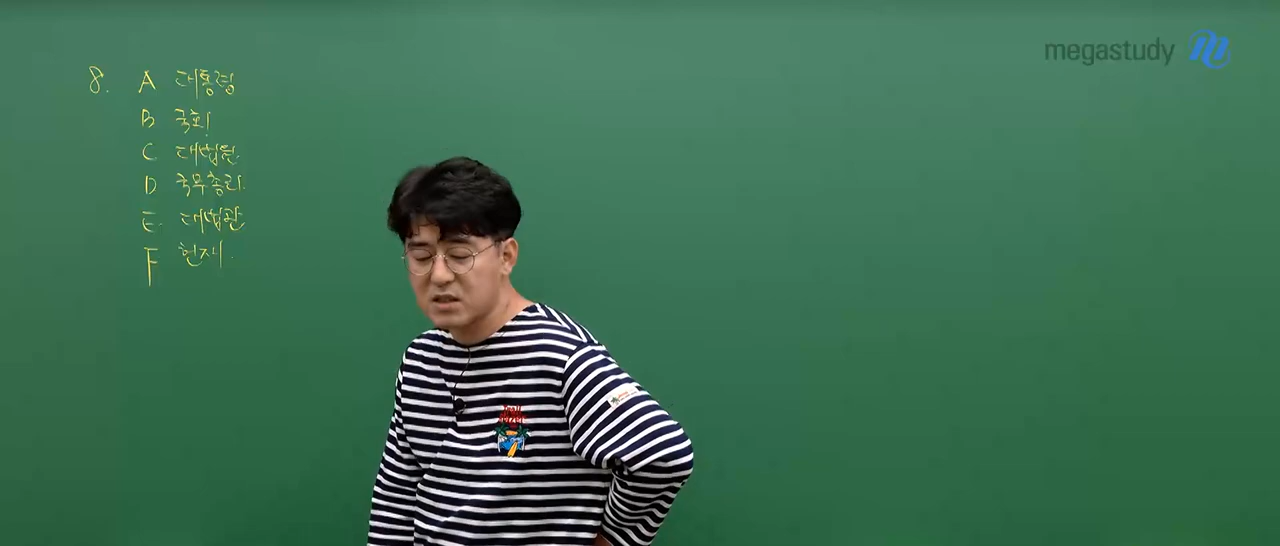 8. A 대통령
B 국회
C 대법원.
D 국무총리.
E. 대법관
F 헌재.
megastudy